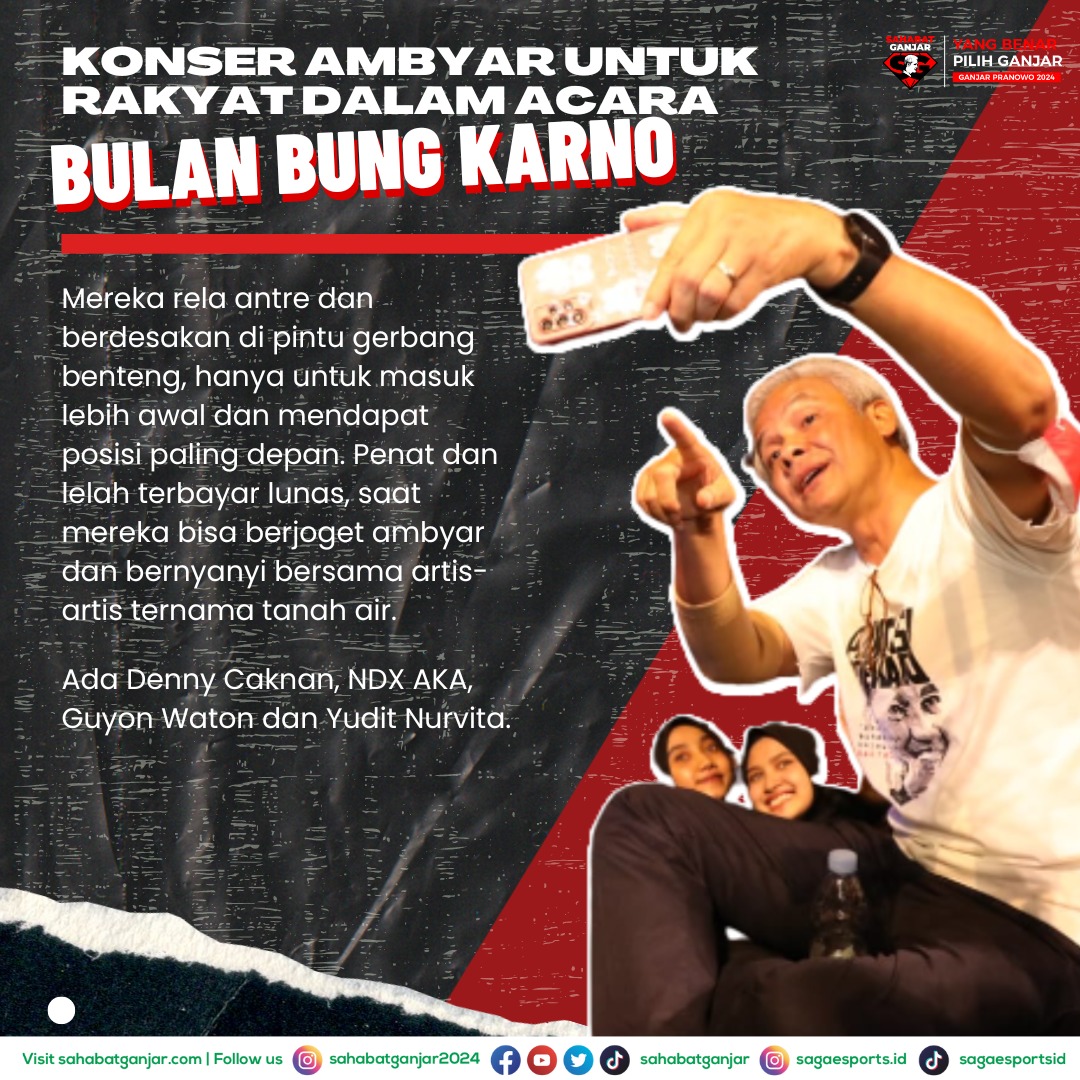 KONSER AMBYAR UNTUK
RAKYAT DALAM ACARA
BULAN BUNG KARNO
SAHABAT
GANJAR
YANG BENAR
PILIH GANJAR
GANJAR PRANOWO 2024
Mereka rela antre dan
berdesakan di pintu gerbang
benteng, hanya untuk masuk
lebih awal dan mendapat
posisi paling depan. Penat dan
lelah terbayar lunas, saat
mereka bisa berjoget ambyar
dan bernyanyi bersama artis-
artis ternama tanah air.
Ada Denny Caknan, NDX AKA,
Guyon Waton dan Yudit Nurvita.
Visit sahabatganjar.com | Follow us sahabatganjar2024 sahabatganjar sagaesports.id sagaesportsid